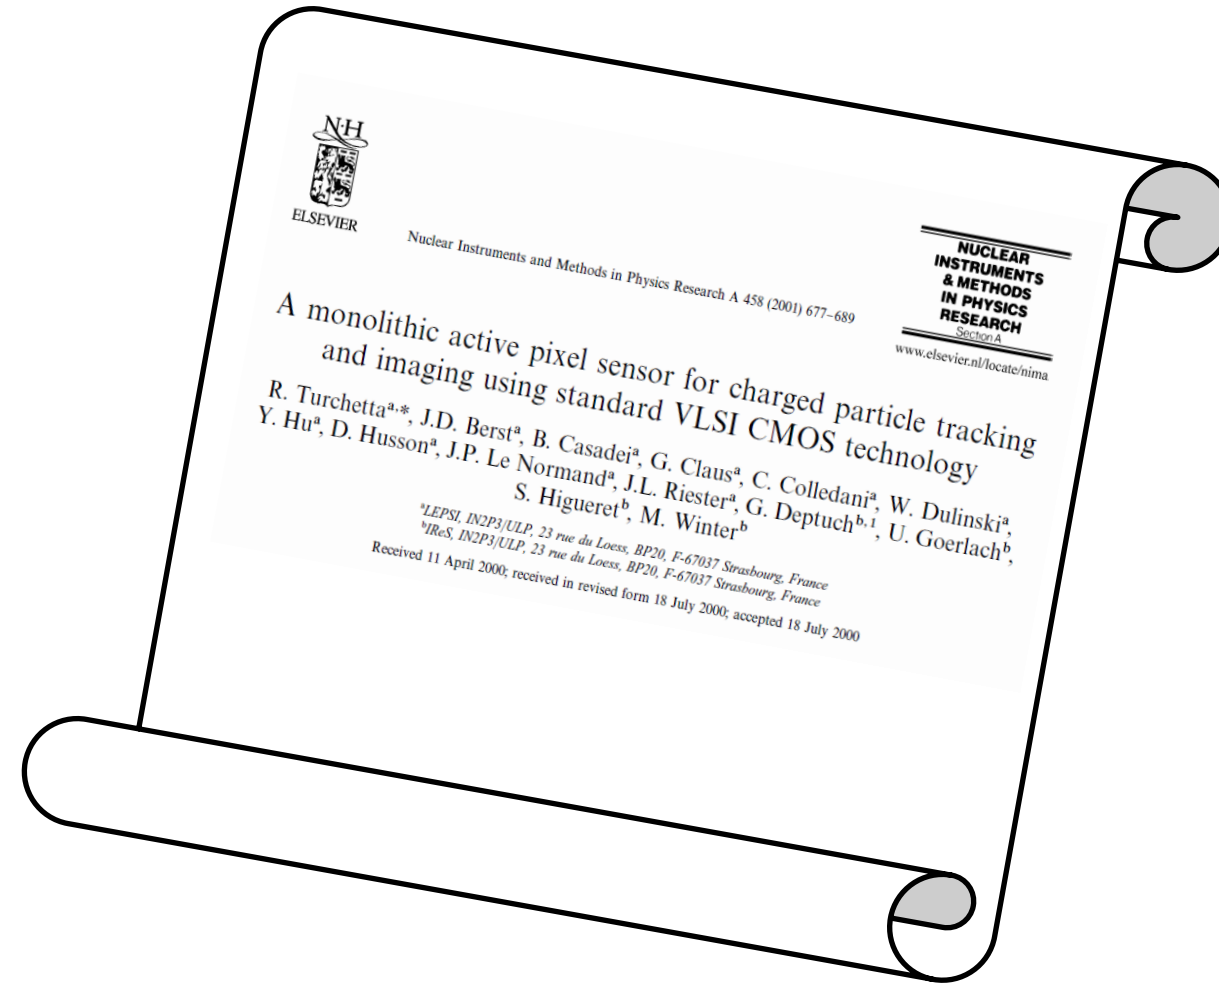 N·H
ELSEVIER
Nuclear Instruments and Methods in Physics Research A 458 (2001) 677–689
NUCLEAR
INSTRUMENTS
& METHODS
IN PHYSICS
RESEARCH
Section A
www.elsevier.nl/locate/nima
A monolithic active pixel sensor for charged particle tracking
and imaging using standard VLSI CMOS technology
R. Turchettaᵃ,*, J.D. Berstᵃ, B. Casadeiᵃ, G. Clausᵃ, C. Colledaniᵃ, W. Dulinskiᵃ,
Y. Huᵃ, D. Hussonᵃ, J.P. Le Normandᵃ, J.L. Riesterᵃ, G. Deptuchᵇ,¹, U. Goerlachᵇ,
S. Higueretᵇ, M. Winterᵇ
ᵃLEPSI, IN2P3/ULP, 23 rue du Loess, BP20, F-67037 Strasbourg, France
ᵇIReS, IN2P3/ULP, 23 rue du Loess, BP20, F-67037 Strasbourg, France
Received 11 April 2000; received in revised form 18 July 2000; accepted 18 July 2000